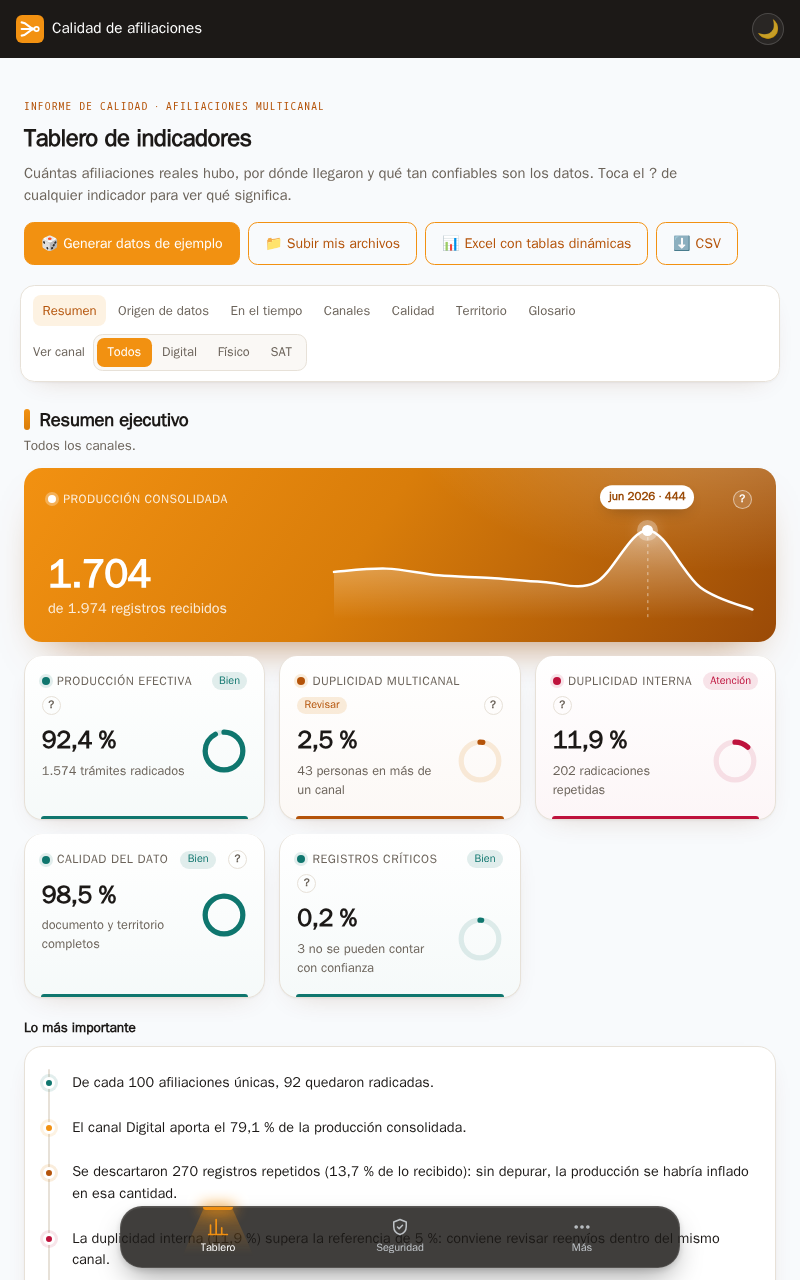 Calidad de afiliaciones
INFORME DE CALIDAD · AFILIACIONES MULTICANAL
Tablero de indicadores
Cuántas afiliaciones reales hubo, por dónde llegaron y qué tan confiables son los datos. Toca el ? de
cualquier indicador para ver qué significa.
Generar datos de ejemplo
Subir mis archivos
Excel con tablas dinámicas
CSV
Resumen Origen de datos En el tiempo Canales Calidad Territorio Glosario
Ver canal Todos Digital Físico SAT
Resumen ejecutivo
Todos los canales.
PRODUCCIÓN CONSOLIDADA
jun 2026 · 444
?
1.704
de 1.974 registros recibidos
PRODUCCIÓN EFECTIVA Bien
?
92,4 %
1.574 trámites radicados
DUPLICIDAD MULTICANAL
Revisar ?
2,5 %
43 personas en más de
un canal
DUPLICIDAD INTERNA Atención
?
11,9 %
202 radicaciones
repetidas
CALIDAD DEL DATO Bien ?
98,5 %
documento y territorio
completos
REGISTROS CRÍTICOS Bien
?
0,2 %
3 no se pueden contar
con confianza
Lo más importante
De cada 100 afiliaciones únicas, 92 quedaron radicadas.
El canal Digital aporta el 79,1 % de la producción consolidada.
Se descartaron 270 registros repetidos (13,7 % de lo recibido): sin depurar, la producción se habría inflado
en esa cantidad.
La duplicidad interna (11,9 %) supera la referencia de 5 %: conviene revisar reenvíos dentro del mismo
canal.
Tablero
Seguridad
Más